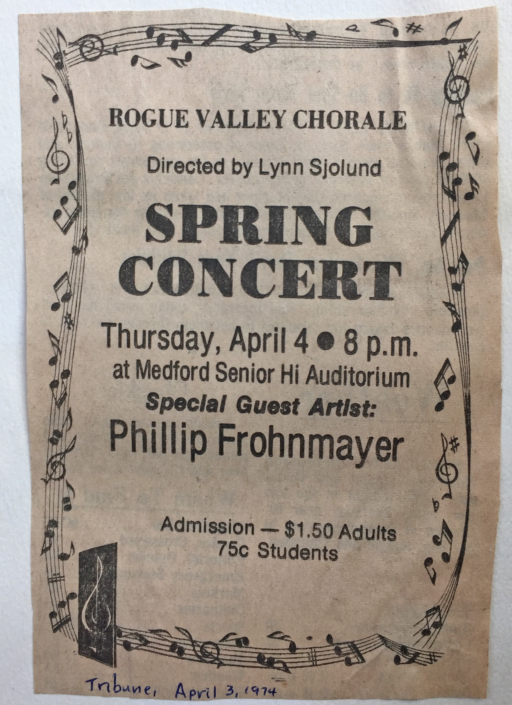 ROGUE VALLEY CHORALE
Directed by Lynn Sjolund
SPRING
CONCERT
Thursday, April 4 ● 8 p.m.
at Medford Senior Hi Auditorium
Special Guest Artist:
Phillip Frohnmayer
Admission — $1.50 Adults
75c Students
Tribune, April 3, 1974